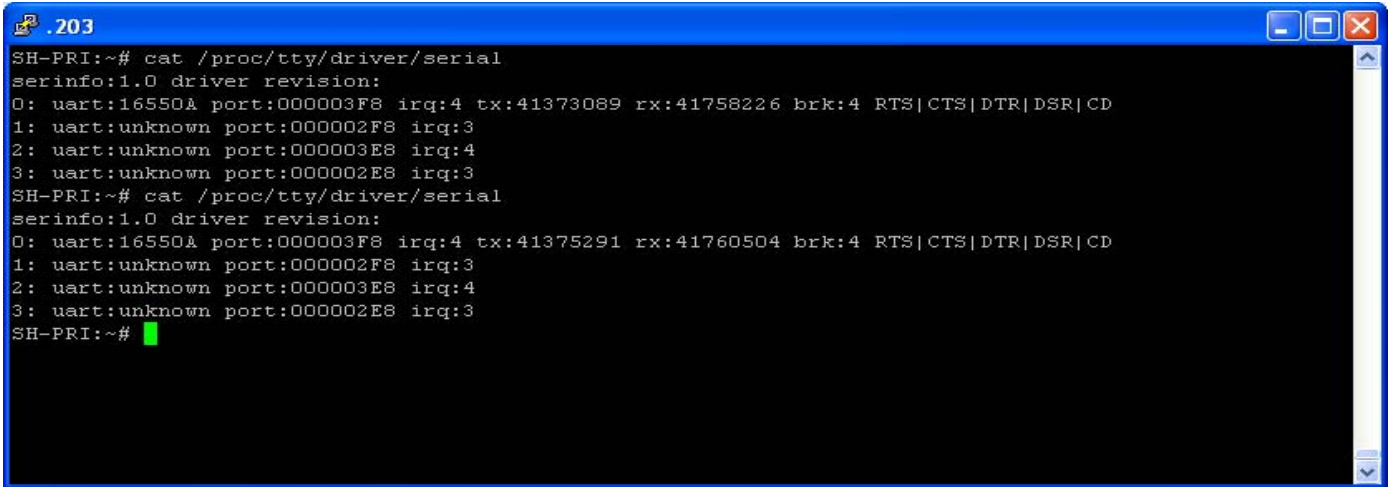 .203
SH-PRI:~# cat /proc/tty/driver/serial
serinfo:1.0 driver revision:
0: uart:16550A port:000003F8 irq:4 tx:41373089 rx:41758226 brk:4 RTS|CTS|DTR|DSR|CD
1: uart:unknown port:000002F8 irq:3
2: uart:unknown port:000003E8 irq:4
3: uart:unknown port:000002E8 irq:3
SH-PRI:~# cat /proc/tty/driver/serial
serinfo:1.0 driver revision:
0: uart:16550A port:000003F8 irq:4 tx:41375291 rx:41760504 brk:4 RTS|CTS|DTR|DSR|CD
1: uart:unknown port:000002F8 irq:3
2: uart:unknown port:000003E8 irq:4
3: uart:unknown port:000002E8 irq:3
SH-PRI:~#